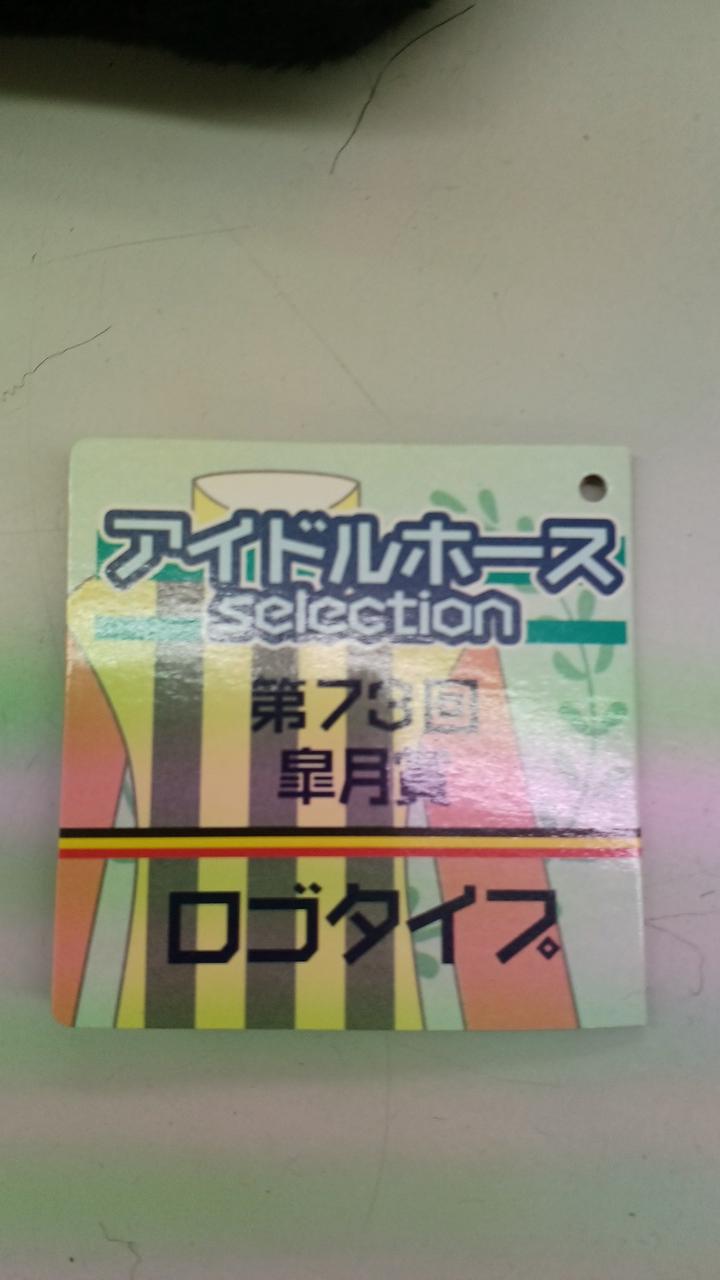 アイドルホース
selection
第73回
皐月賞
ロゴタイプ